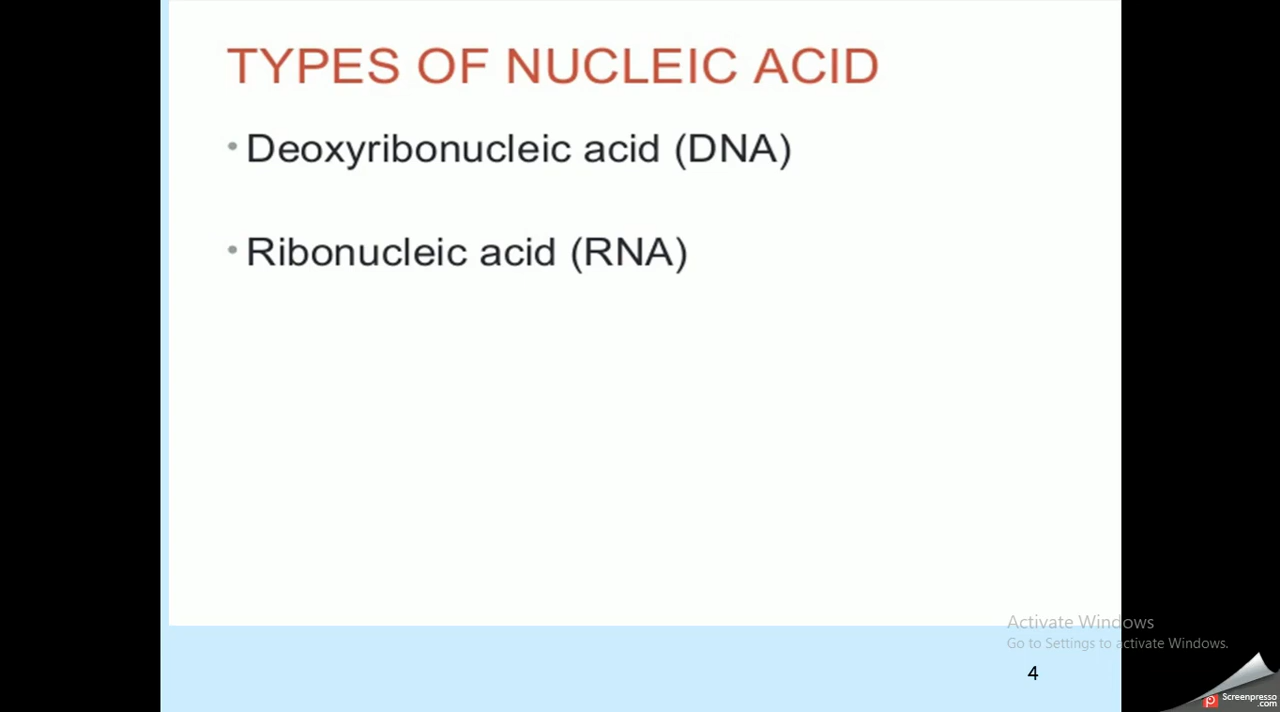 TYPES OF NUCLEIC ACID
• Deoxyribonucleic acid (DNA)
• Ribonucleic acid (RNA)
Activate Windows
Go to Settings to activate Windows.
4
Screenpresso
.com